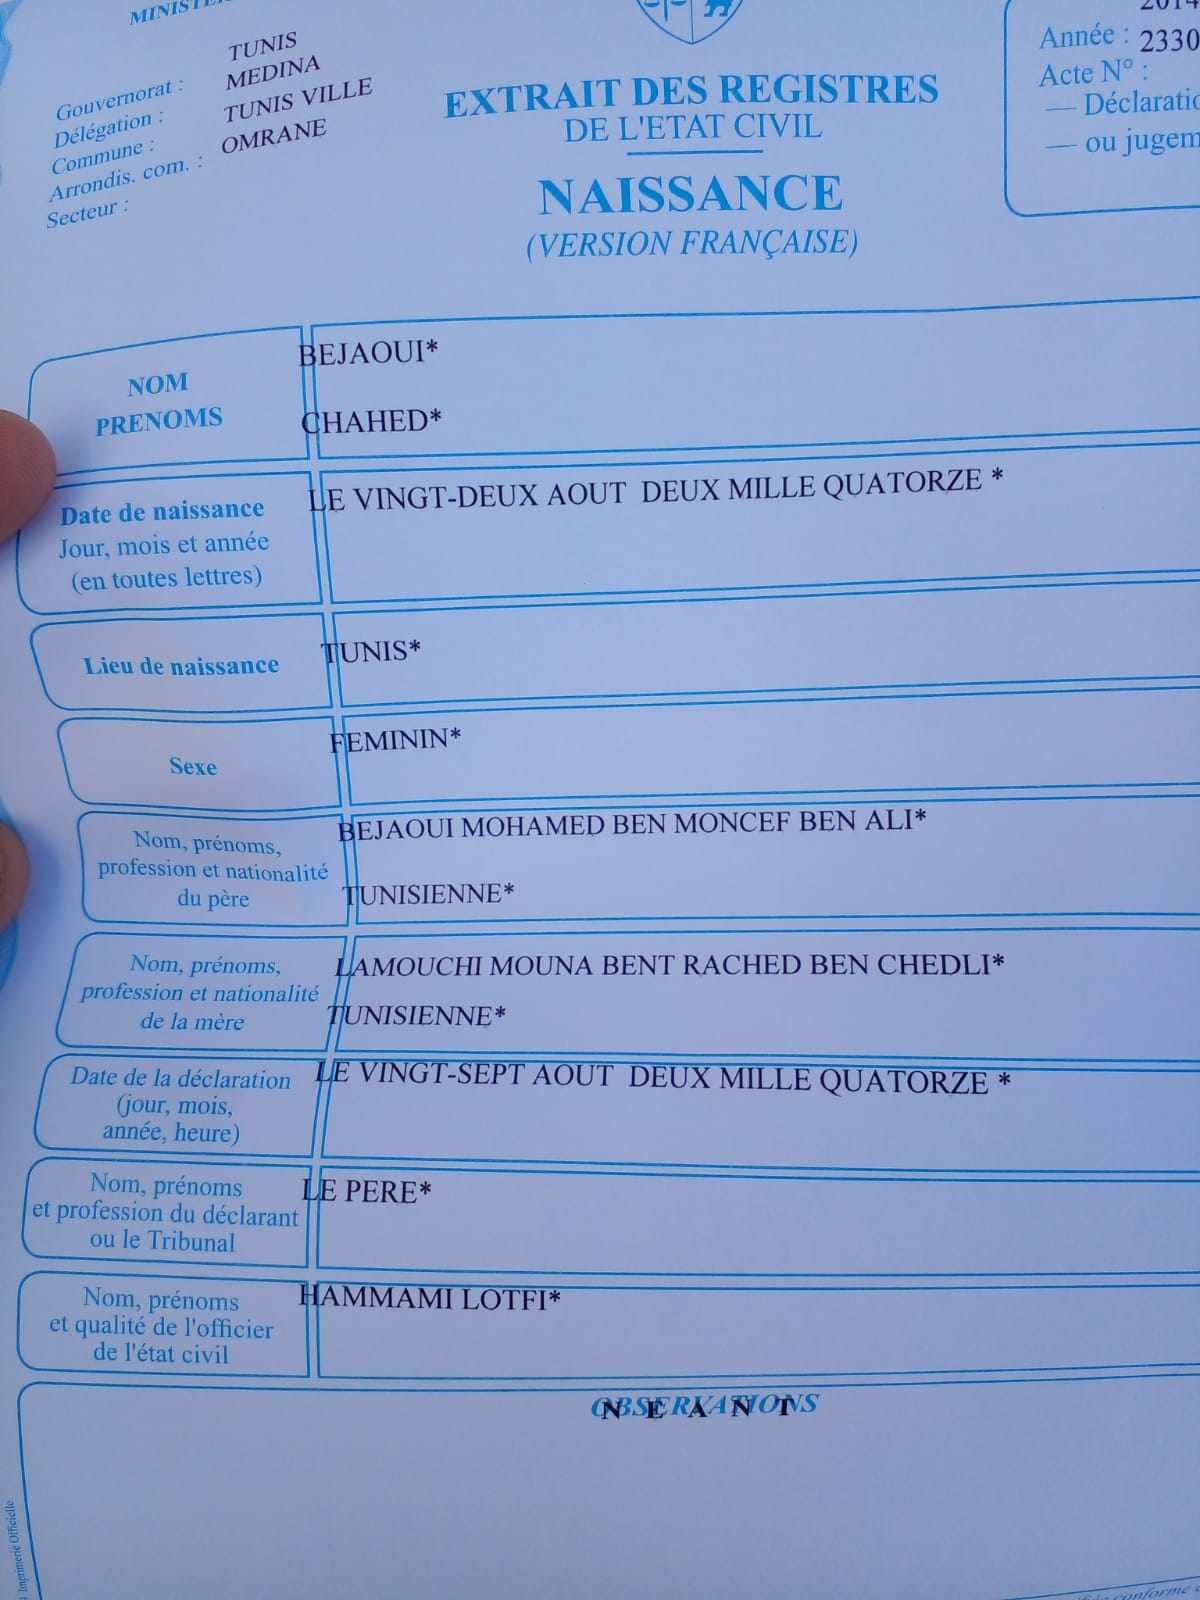 Gouvernorat : TUNIS
Délégation : MEDINA
Commune : TUNIS VILLE
Arrondis. com. : OMRANE
Secteur :
EXTRAIT DES REGISTRES
DE L'ETAT CIVIL
NAISSANCE
(VERSION FRANÇAISE)
2014
Année : 2330
Acte N° :
— Déclaratio
— ou jugem
NOM
PRENOMS
BEJAOUI*
CHAHED*
Date de naissance
Jour, mois et année
(en toutes lettres)
LE VINGT-DEUX AOUT DEUX MILLE QUATORZE *
Lieu de naissance
TUNIS*
Sexe
FEMININ*
Nom, prénoms,
profession et nationalité
du père
BEJAOUI MOHAMED BEN MONCEF BEN ALI*
TUNISIENNE*
Nom, prénoms,
profession et nationalité
de la mère
LAMOUCHI MOUNA BENT RACHED BEN CHEDLI*
TUNISIENNE*
Date de la déclaration
(jour, mois,
année, heure)
LE VINGT-SEPT AOUT DEUX MILLE QUATORZE *
Nom, prénoms
et profession du déclarant
ou le Tribunal
LE PERE*
Nom, prénoms
et qualité de l'officier
de l'état civil
HAMMAMI LOTFI*
OBSERVATIONS
N E A N T
Imprimerie Officielle
conforme